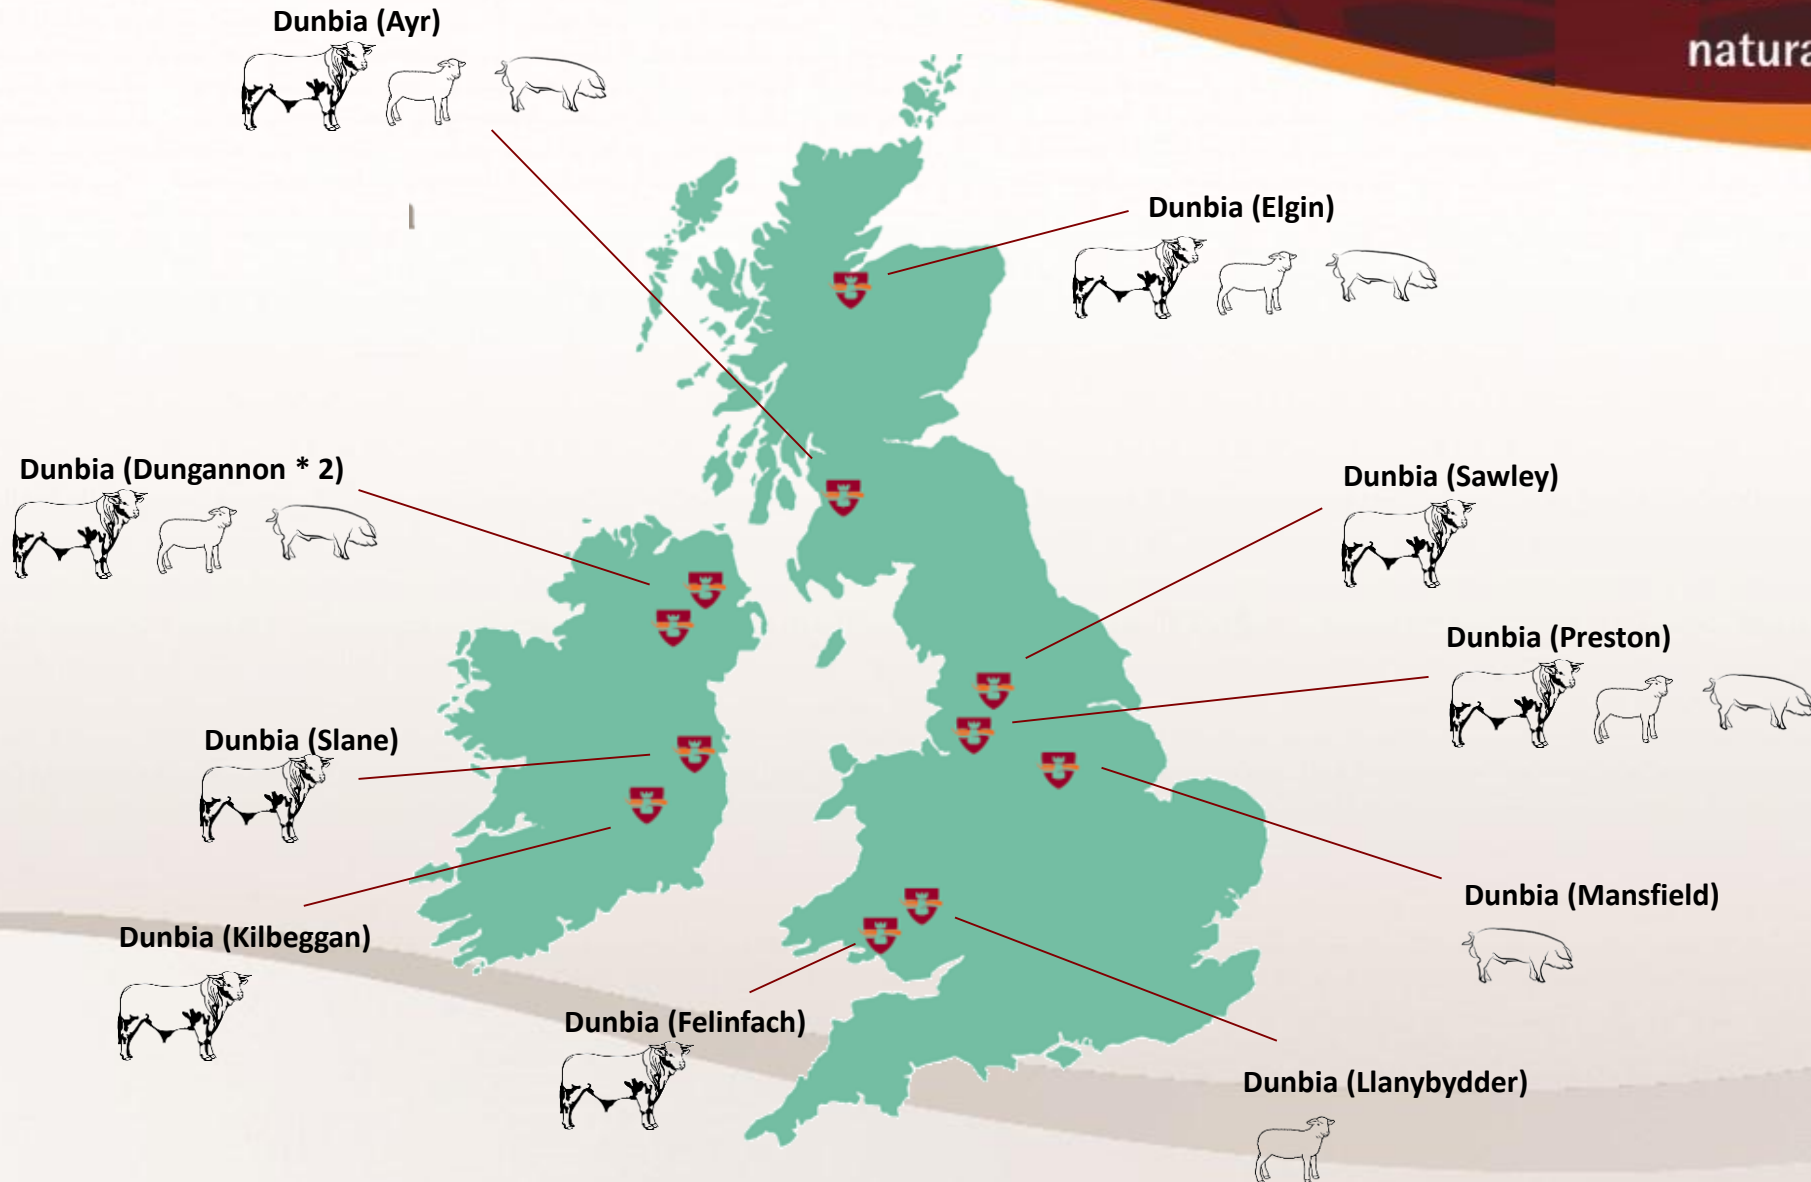 Dunbia (Ayr)
natura
Dunbia (Elgin)
Dunbia (Dungannon * 2)
Dunbia (Sawley)
Dunbia (Preston)
Dunbia (Slane)
Dunbia (Mansfield)
Dunbia (Kilbeggan)
Dunbia (Felinfach)
Dunbia (Llanybydder)